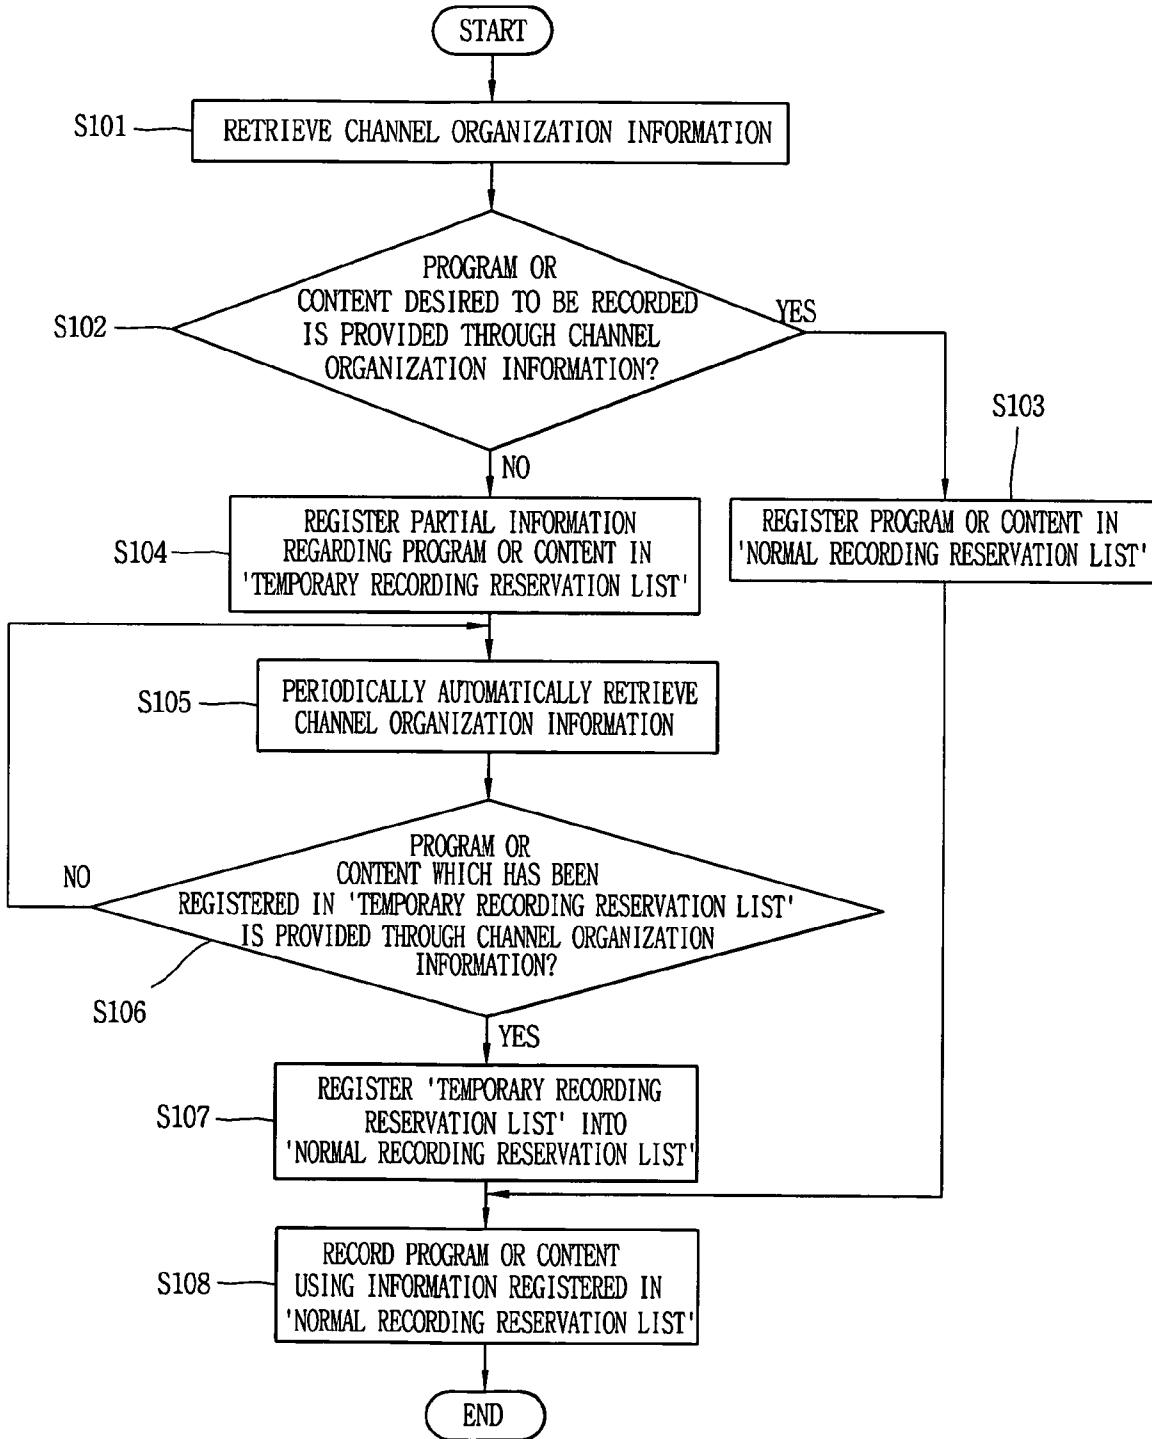 START
S101
RETRIEVE CHANNEL ORGANIZATION INFORMATION
S102
PROGRAM OR
CONTENT DESIRED TO BE RECORDED
IS PROVIDED THROUGH CHANNEL
ORGANIZATION INFORMATION?
YES
NO
S103
REGISTER PROGRAM OR CONTENT IN
'NORMAL RECORDING RESERVATION LIST'
S104
REGISTER PARTIAL INFORMATION
REGARDING PROGRAM OR CONTENT IN
'TEMPORARY RECORDING RESERVATION LIST'
S105
PERIODICALLY AUTOMATICALLY RETRIEVE
CHANNEL ORGANIZATION INFORMATION
NO
PROGRAM OR
CONTENT WHICH HAS BEEN
REGISTERED IN 'TEMPORARY RECORDING RESERVATION LIST'
IS PROVIDED THROUGH CHANNEL ORGANIZATION
INFORMATION?
S106
YES
S107
REGISTER 'TEMPORARY RECORDING
RESERVATION LIST' INTO
'NORMAL RECORDING RESERVATION LIST'
S108
RECORD PROGRAM OR CONTENT
USING INFORMATION REGISTERED IN
'NORMAL RECORDING RESERVATION LIST'
END